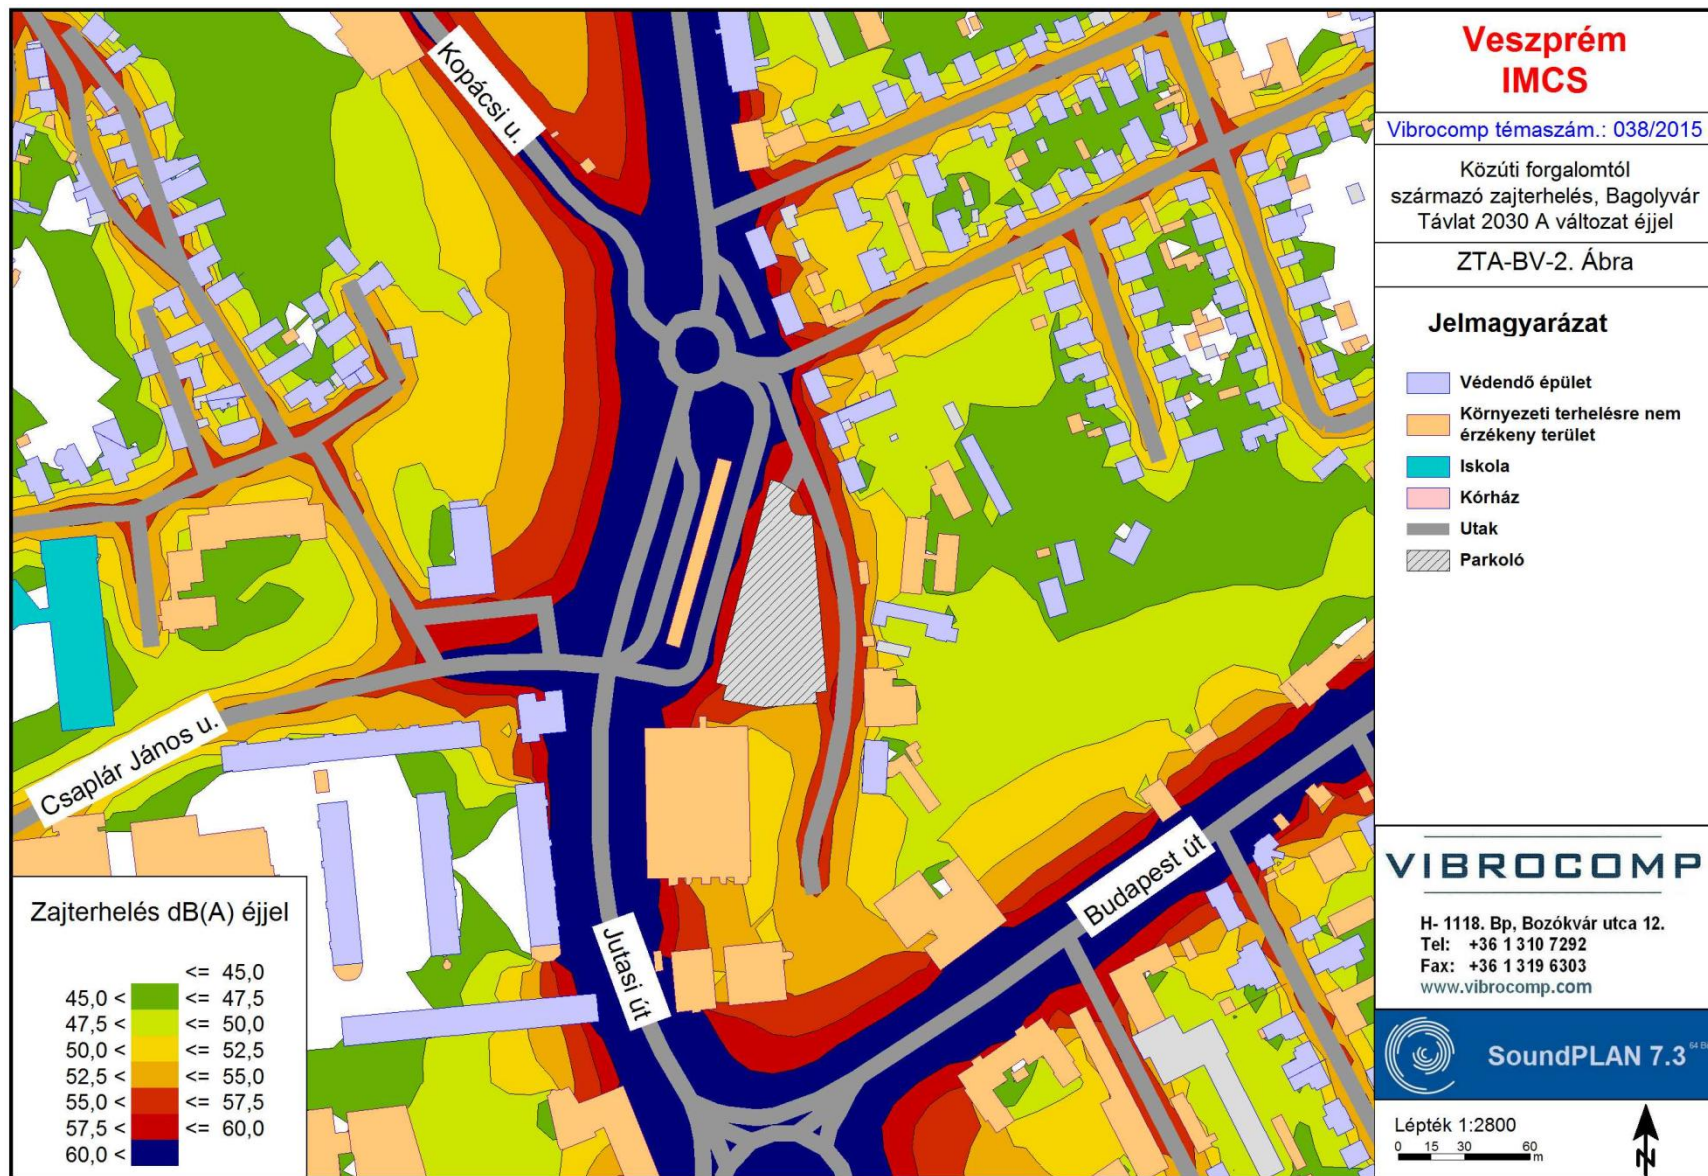 Kopácsi u.
Csaplár János u.
Jutasi út
Budapest út
Zajterhelés dB(A) éjjel
<= 45,0
45,0 < <= 47,5
47,5 < <= 50,0
50,0 < <= 52,5
52,5 < <= 55,0
55,0 < <= 57,5
57,5 < <= 60,0
60,0 <
Veszprém
IMCS
Vibrocomp témaszám.: 038/2015
Közúti forgalomtól
származó zajterhelés, Bagolyvár
Távlat 2030 A változat éjjel
ZTA-BV-2. Ábra
Jelmagyarázat
Védendő épület
Környezeti terhelésre nem
érzékeny terület
Iskola
Kórház
Utak
Parkoló
VIBROCOMP
H- 1118. Bp, Bozókvár utca 12.
Tel: +36 1 310 7292
Fax: +36 1 319 6303
www.vibrocomp.com
SoundPLAN 7.3
Lépték 1:2800
0 15 30 60
m
N